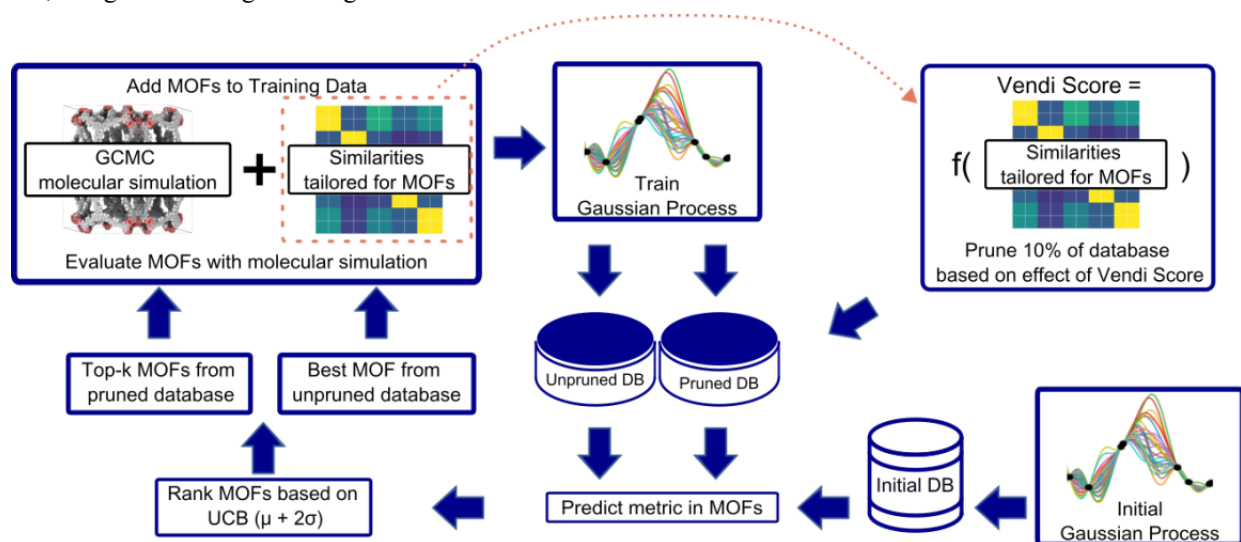 Add MOFs to Training Data
GCMC
molecular simulation
+
Similarities
tailored for MOFs
Evaluate MOFs with molecular simulation
Train
Gaussian Process
Vendi Score =
f(
Similarities
tailored for MOFs
)
Prune 10% of database
based on effect of Vendi Score
Top-k MOFs from
pruned database
Best MOF from
unpruned database
Unpruned DB
Pruned DB
Rank MOFs based on
UCB (μ + 2σ)
Predict metric in MOFs
Initial DB
Initial
Gaussian Process